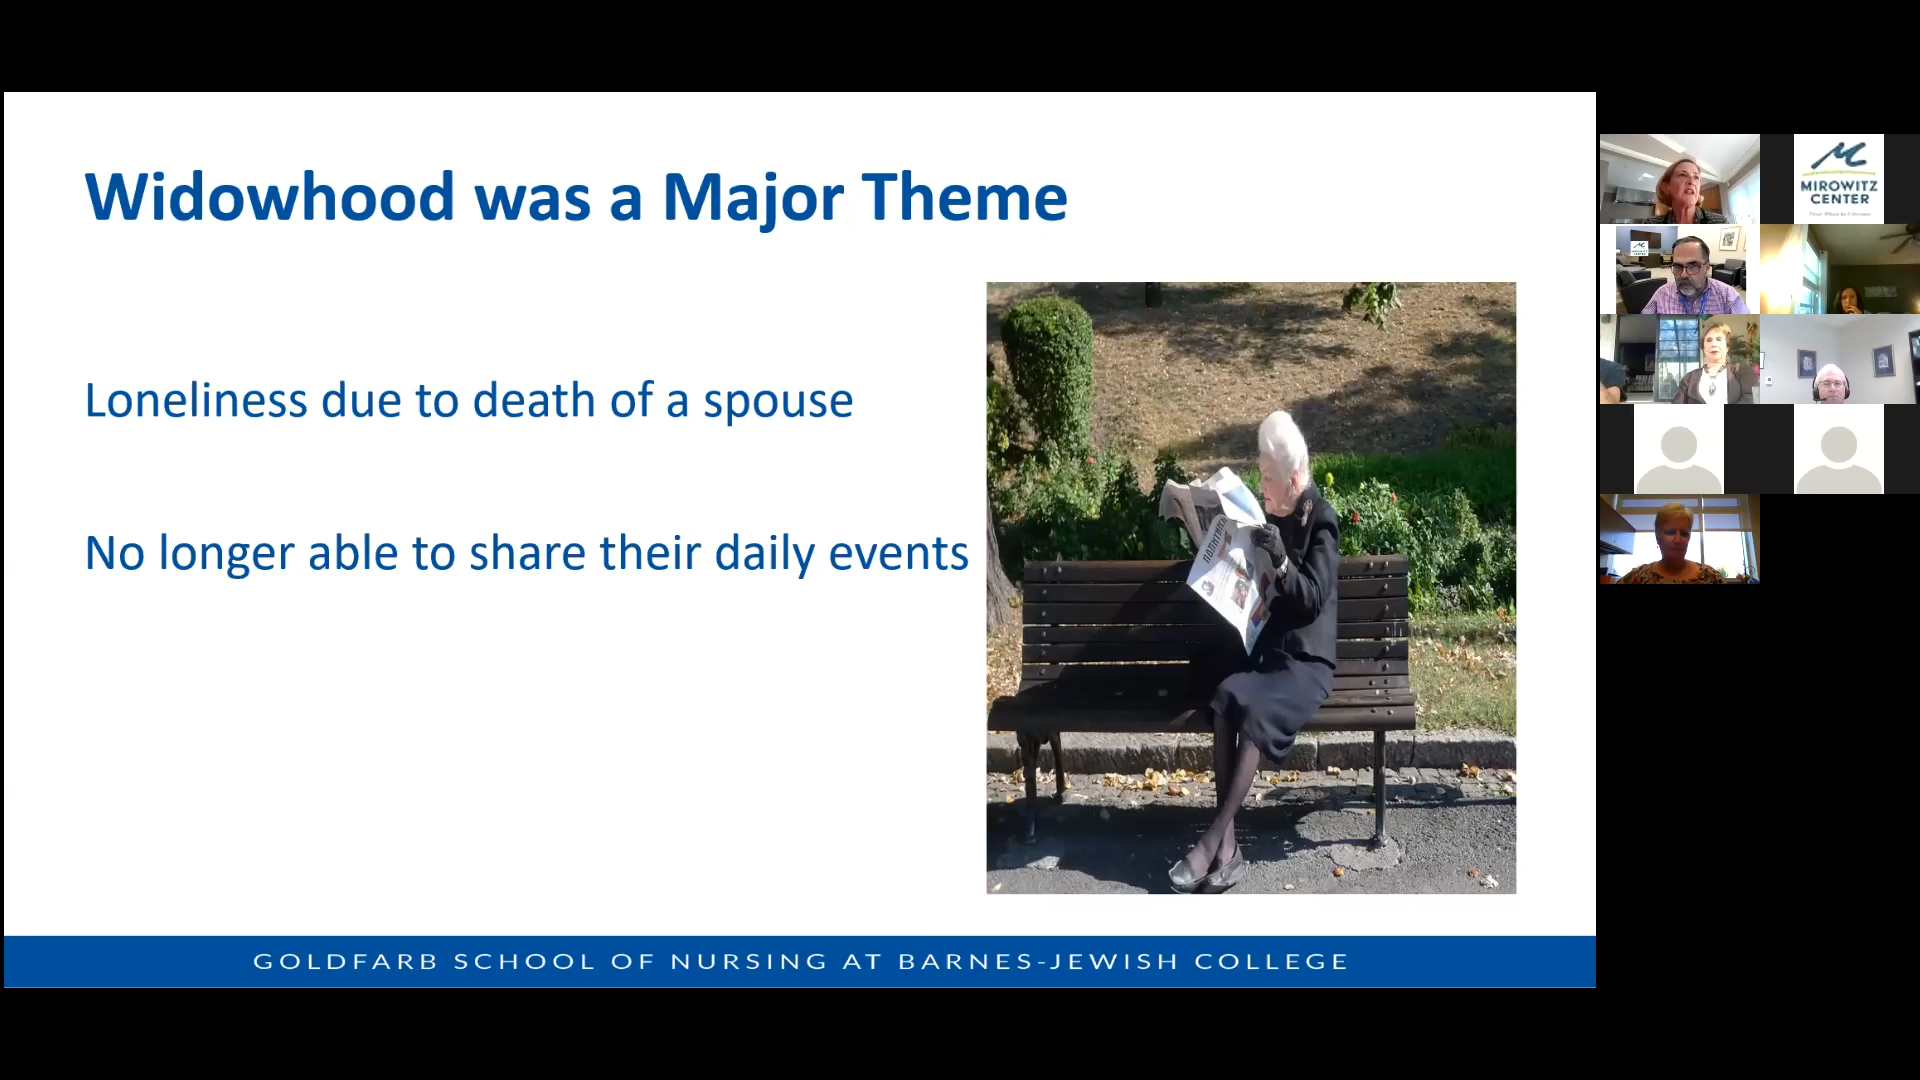 Widowhood was a Major Theme
Loneliness due to death of a spouse
No longer able to share their daily events
GOLDFARB SCHOOL OF NURSING AT BARNES-JEWISH COLLEGE
MIROWITZ
CENTER